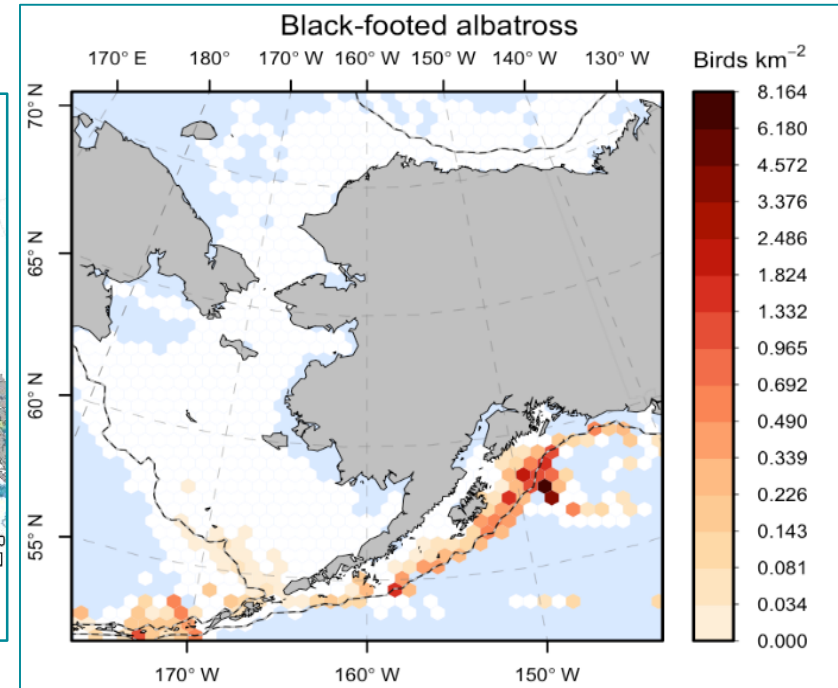 Black-footed albatross
170° E 180° 170° W 160° W 150° W 140° W 130° W
Birds km⁻²
70° N
65° N
60° N
55° N
8.164
6.180
4.572
3.376
2.486
1.824
1.332
0.965
0.692
0.490
0.339
0.226
0.143
0.081
0.034
0.000
170° W 160° W 150° W